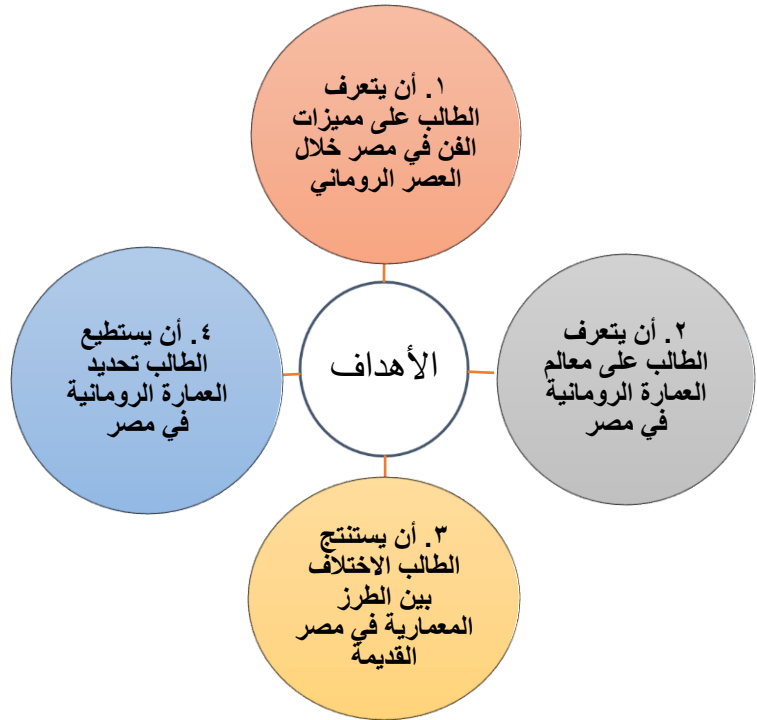 ١. أن يتعرف
الطالب على مميزات
الفن في مصر خلال
العصر الروماني
الأهداف
٢. أن يتعرف
الطالب على معالم
العمارة الرومانية
في مصر
٣. أن يستنتج
الطالب الاختلاف
بين الطرز
المعمارية في مصر
القديمة
٤. أن يستطيع
الطالب تحديد
العمارة الرومانية
في مصر